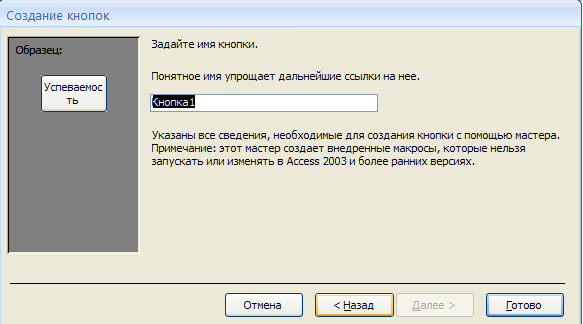 Создание кнопок
Образец:
Успеваемос
ть
Задайте имя кнопки.
Понятное имя упрощает дальнейшие ссылки на нее.
Кнопка1
Указаны все сведения, необходимые для создания кнопки с помощью мастера.
Примечание: этот мастер создает внедренные макросы, которые нельзя
запускать или изменять в Access 2003 и более ранних версиях.
Отмена
< Назад
Далее >
Готово